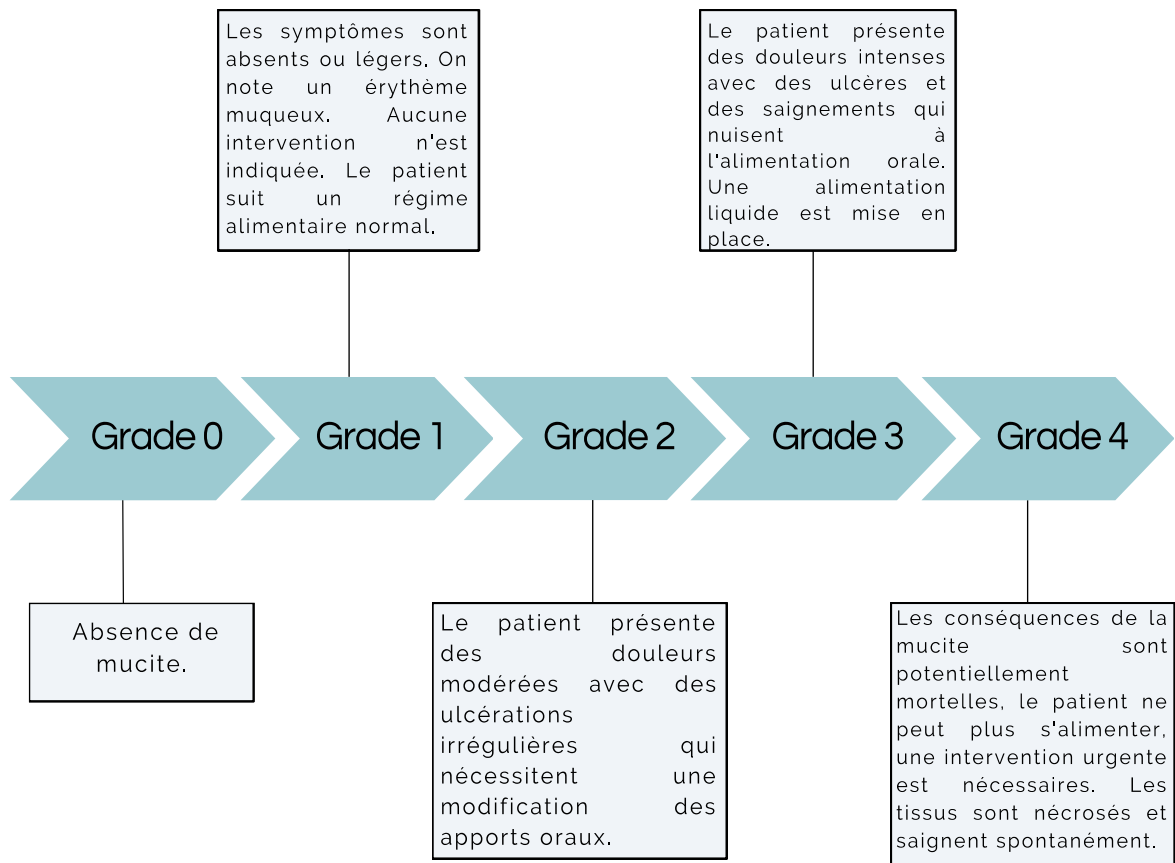 Les symptômes sont
absents ou légers. On
note un érythème
muqueux. Aucune
intervention n'est
indiquée. Le patient
suit un régime
alimentaire normal.
Le patient présente
des douleurs intenses
avec des ulcères et
des saignements qui
nuisent à
l'alimentation orale.
Une alimentation
liquide est mise en
place.
Grade 0
Grade 1
Grade 2
Grade 3
Grade 4
Absence de
mucite.
Le patient présente
des douleurs
modérées avec des
ulcérations
irrégulières qui
nécessitent une
modification des
apports oraux.
Les conséquences de la
mucite sont
potentiellement
mortelles, le patient ne
peut plus s'alimenter,
une intervention urgente
est nécessaires. Les
tissus sont nécrosés et
saignent spontanément.